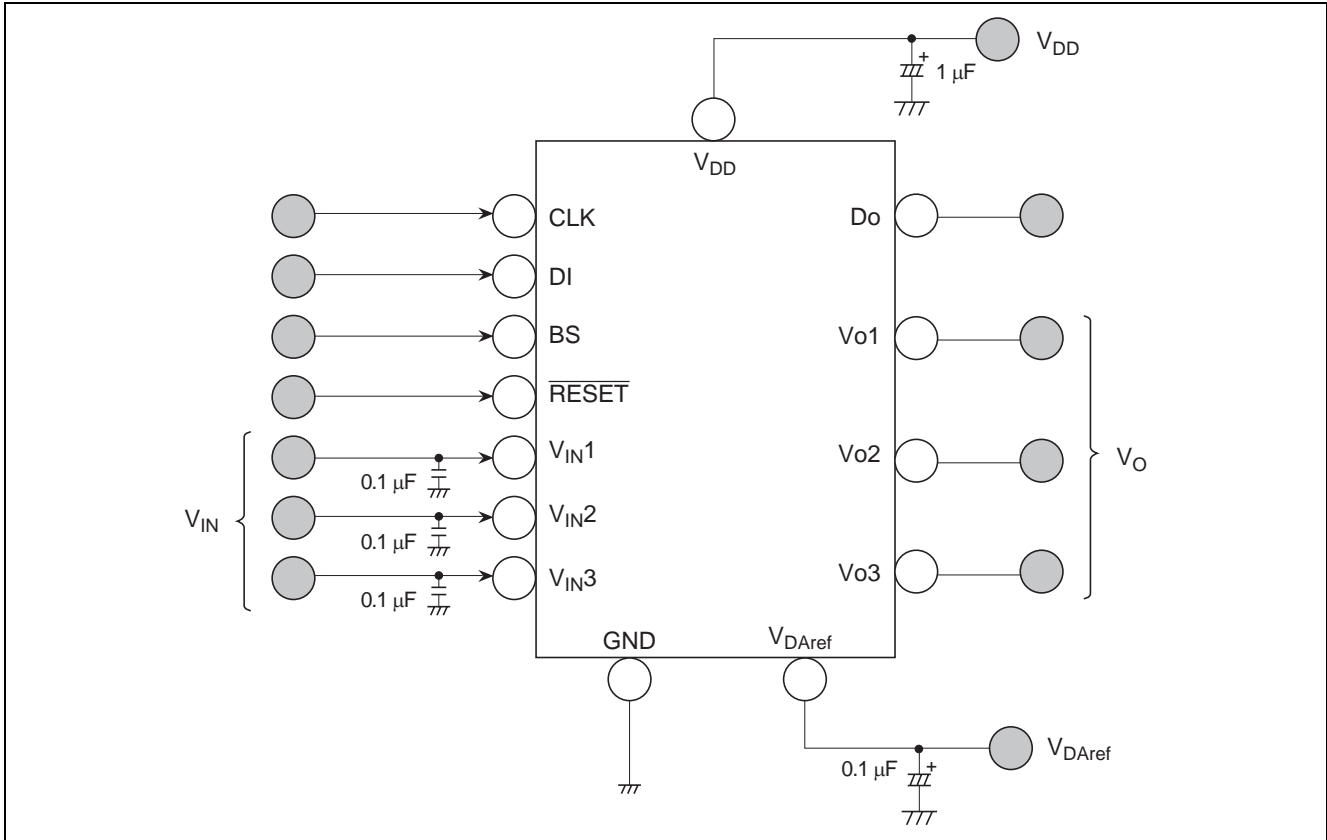 V_DD
+
1 μF
V_DD
CLK
Do
DI
BS
Vo1
RESET
V_IN1
0.1 μF
Vo2
V_O
V_IN
V_IN2
0.1 μF
V_IN3
0.1 μF
Vo3
GND
V_DAref
V_DAref
0.1 μF
+